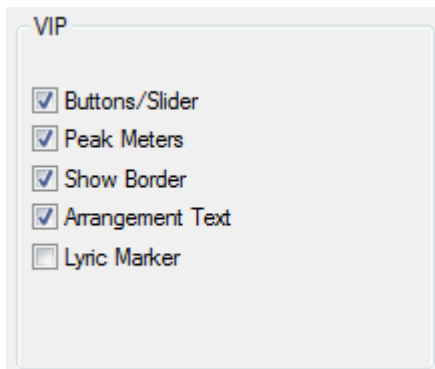 VIP
Buttons/Slider
Peak Meters
Show Border
Arrangement Text
Lyric Marker